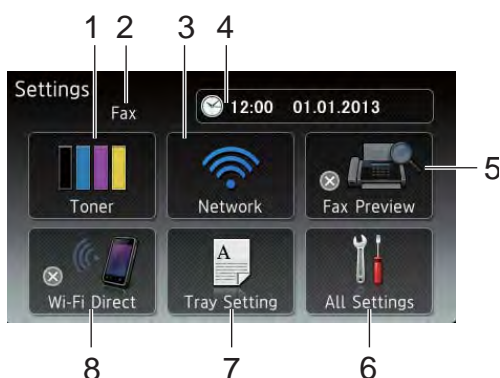 1 2 3 4
Settings
Fax
12:00 01.01.2013
5
Toner Network Fax Preview
A
Wi-Fi Direct Tray Setting All Settings
8 7 6